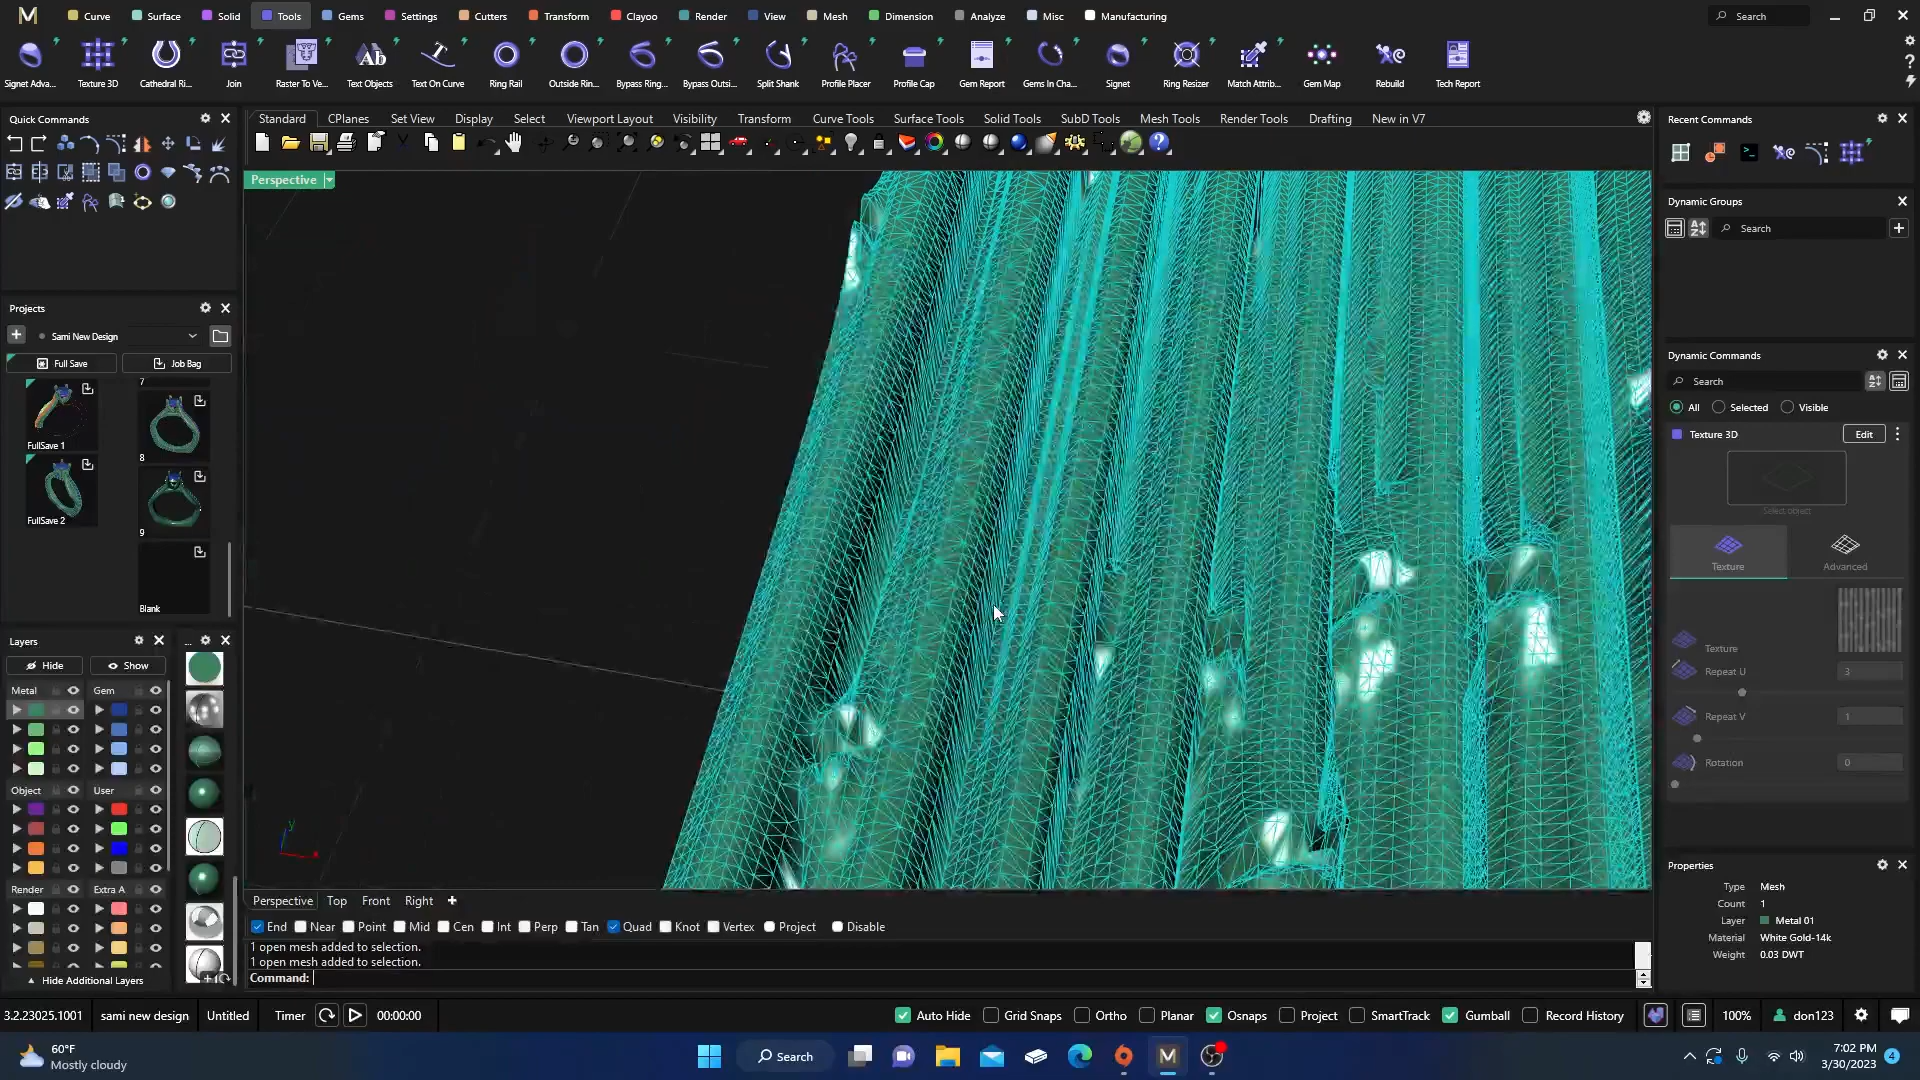 Curve Surface Solid Tools Gems Settings Cutters Transform Clayoo Render View Mesh Dimension Analyze Misc Manufacturing Search
Signet Adva... Texture 3D Cathedral Ri... Join Raster To Ve... Text Objects Text On Curve Ring Rail Outside Rin... Bypass Ring... Bypass Outsi... Split Shank Profile Placer Profile Cap Gem Report Gems In Cha... Signet Ring Resizer Match Attrib... Gem Map Rebuild Tech Report
Quick Commands
Standard CPlanes Set View Display Select Viewport Layout Visibility Transform Curve Tools Surface Tools Solid Tools SubD Tools Mesh Tools Render Tools Drafting New in V7
Perspective
Projects
Sami New Design
Full Save Job Bag
7
FullSave 1
8
FullSave 2
9
Blank
Layers
Hide Show
Metal Gem
Object User
Render Extra A
Hide Additional Layers
y
Perspective Top Front Right
End Near Point Mid Cen Int Perp Tan Quad Knot Vertex Project Disable
1 open mesh added to selection.
1 open mesh added to selection.
Command:
Recent Commands
Dynamic Groups
Search
Dynamic Commands
Search
All Selected Visible
Texture 3D Edit
Select object
Texture Advanced
Texture
Repeat U 3
Repeat V 1
Rotation 0
Properties
Type Mesh
Count 1
Layer Metal 01
Material White Gold-14k
Weight 0.03 DWT
3.2.23025.1001 sami new design Untitled Timer 00:00:00 Auto Hide Grid Snaps Ortho Planar Osnaps Project SmartTrack Gumball Record History 100% don123
60°F
Mostly cloudy
Search
7:02 PM
3/30/2023
4